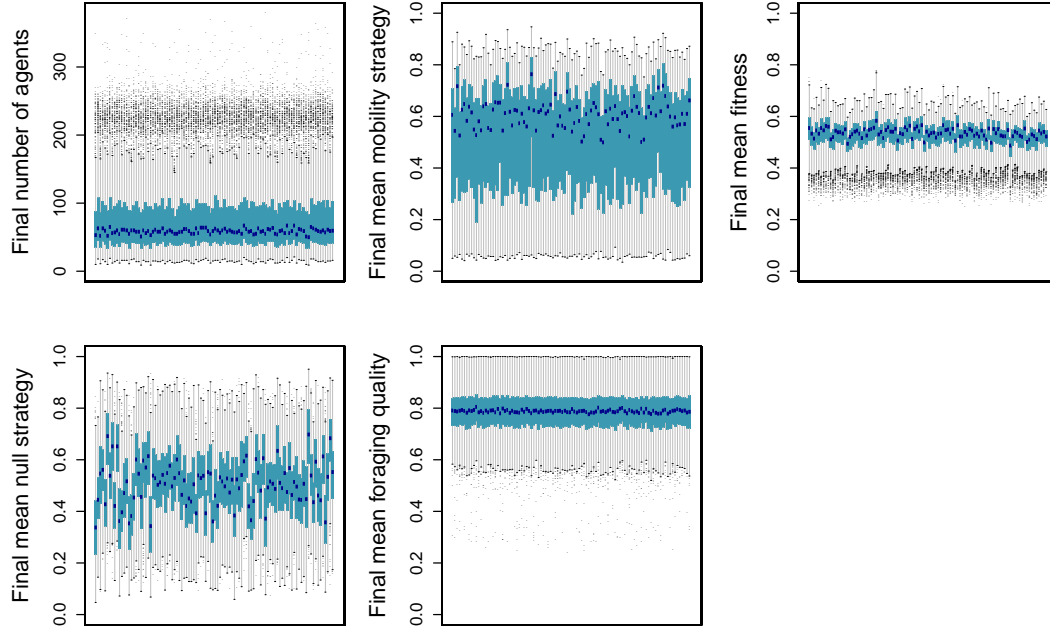 Final number of agents
0 100 200 300
Final mean mobility strategy
0.0 0.2 0.4 0.6 0.8 1.0
Final mean fitness
0.0 0.2 0.4 0.6 0.8 1.0
Final mean null strategy
0.0 0.2 0.4 0.6 0.8 1.0
Final mean foraging quality
0.0 0.2 0.4 0.6 0.8 1.0